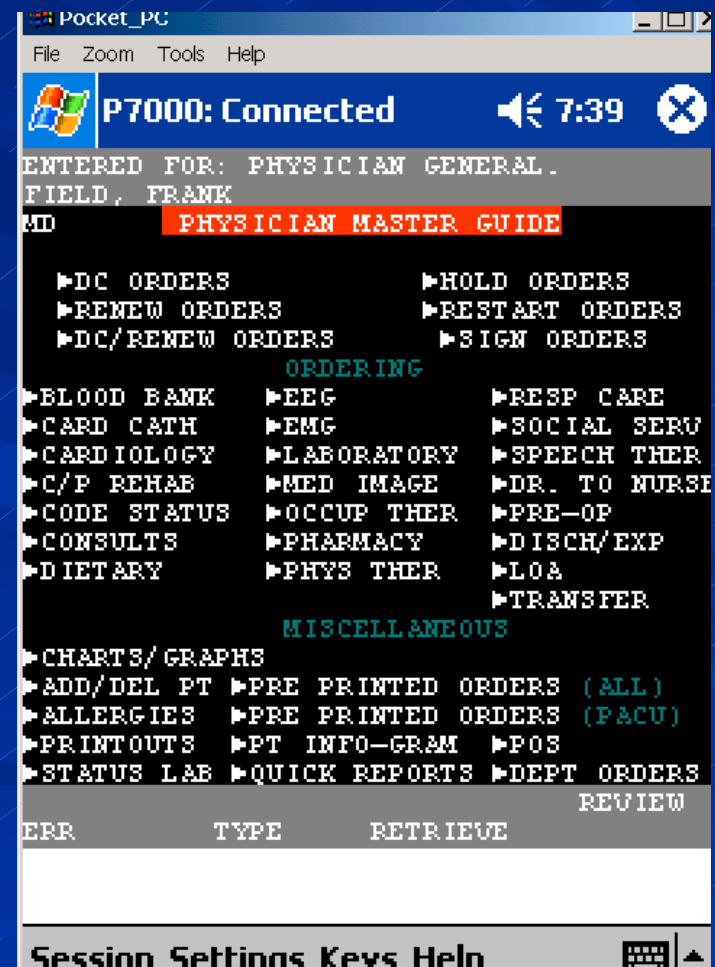 Pocket_PC
File Zoom Tools Help
P7000: Connected 7:39
ENTERED FOR: PHYSICIAN GENERAL.
FIELD, FRANK
MD PHYSICIAN MASTER GUIDE
DC ORDERS HOLD ORDERS
RENEW ORDERS RESTART ORDERS
DC/RENEW ORDERS SIGN ORDERS
ORDERING
BLOOD BANK EEG RESP CARE
CARD CATH EMG SOCIAL SERV
CARDIOLOGY LABORATORY SPEECH THER
C/P REHAB MED IMAGE DR. TO NURSE
CODE STATUS OCCUP THER PRE-OP
CONSULTS PHARMACY DISCH/EXP
DIETARY PHYS THER LOA
TRANSFER
MISCELLANEOUS
CHARTS/GRAPHS
ADD/DEL PT PRE PRINTED ORDERS (ALL)
ALLERGIES PRE PRINTED ORDERS (PACU)
PRINTOUTS PT INFO-GRAM POS
STATUS LAB QUICK REPORTS DEPT ORDERS
REVIEW
ERR TYPE RETRIEVE
Session Settings Keys Help